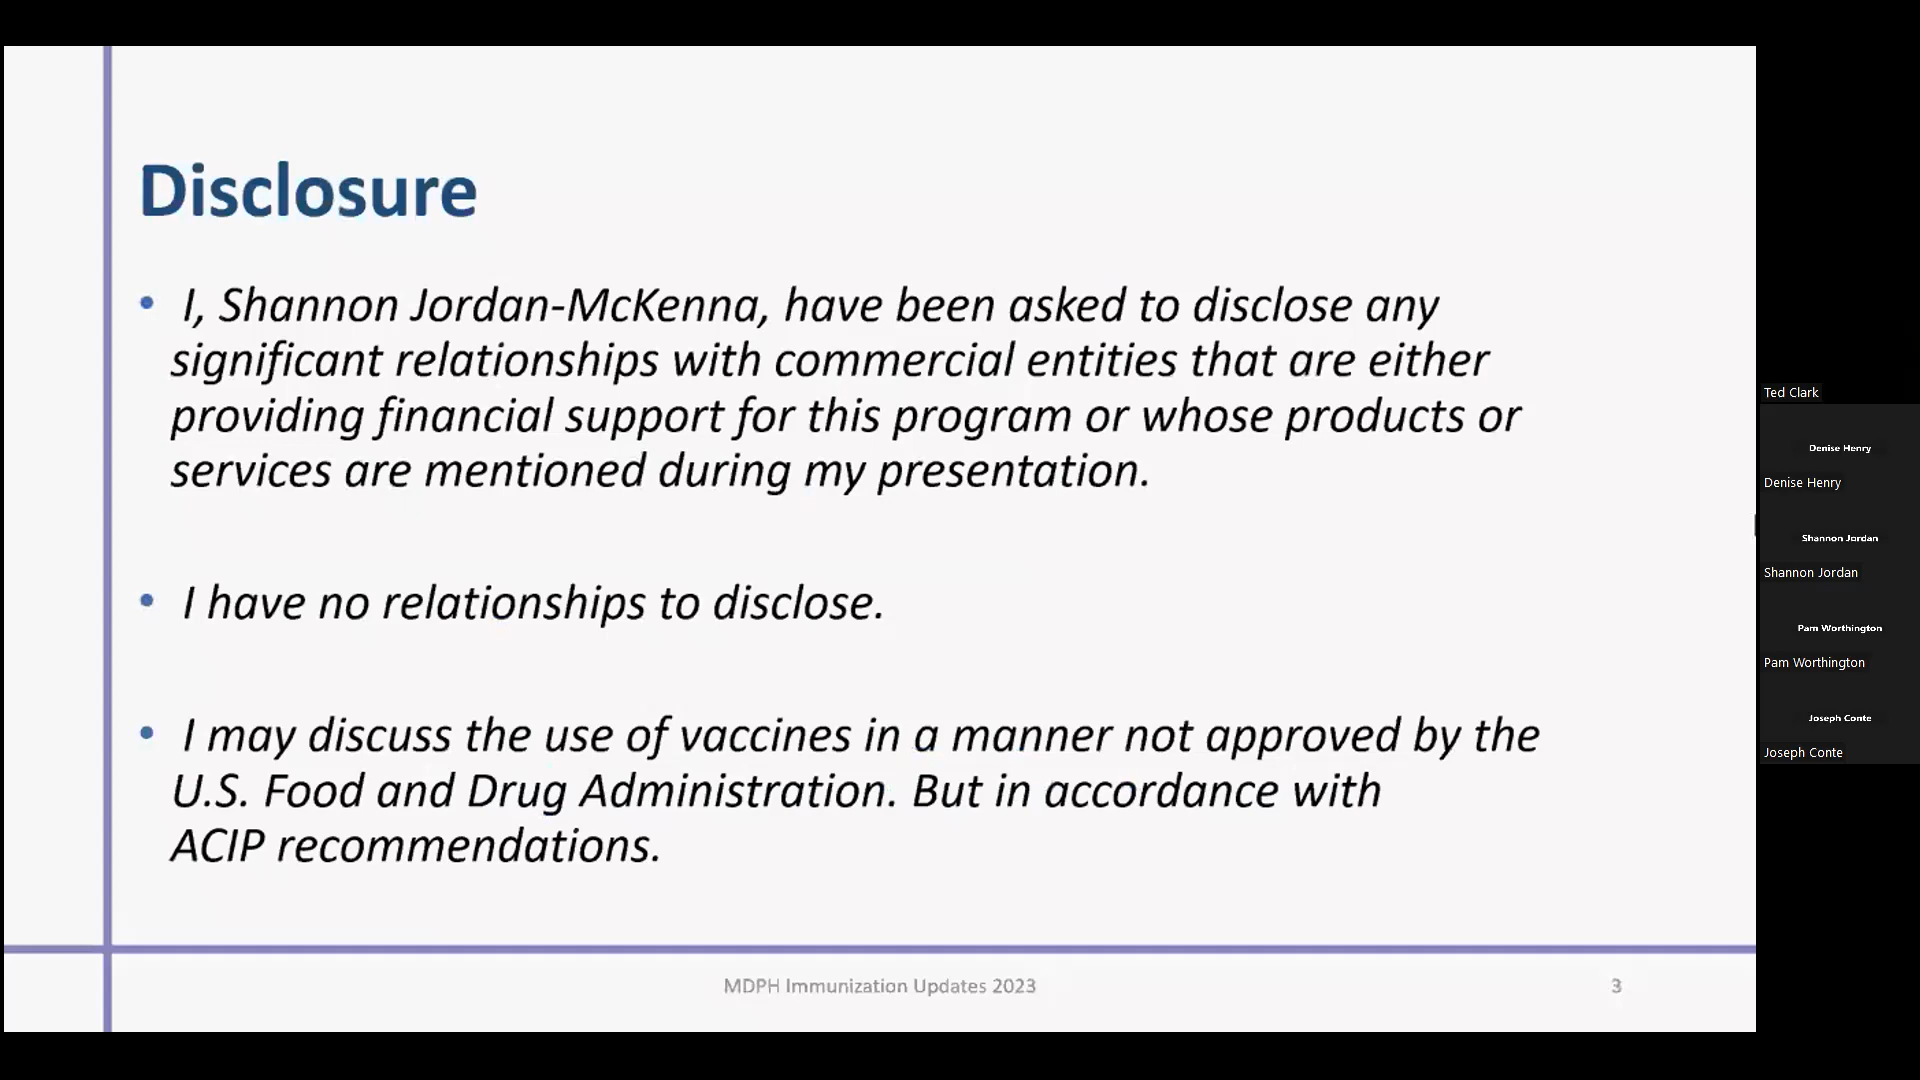 Disclosure
• I, Shannon Jordan-McKenna, have been asked to disclose any
significant relationships with commercial entities that are either
providing financial support for this program or whose products or
services are mentioned during my presentation.
• I have no relationships to disclose.
• I may discuss the use of vaccines in a manner not approved by the
U.S. Food and Drug Administration. But in accordance with
ACIP recommendations.
MDPH Immunization Updates 2023
3
Ted Clark
Denise Henry
Denise Henry
Shannon Jordan
Shannon Jordan
Pam Worthington
Pam Worthington
Joseph Conte
Joseph Conte